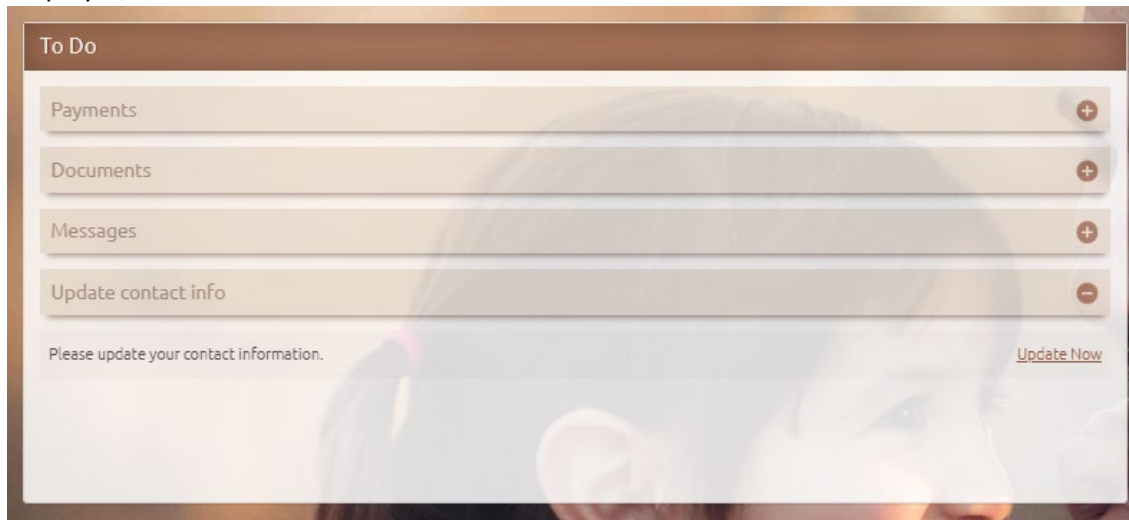 To Do
Payments
Documents
Messages
Update contact info
Please update your contact information.
Update Now